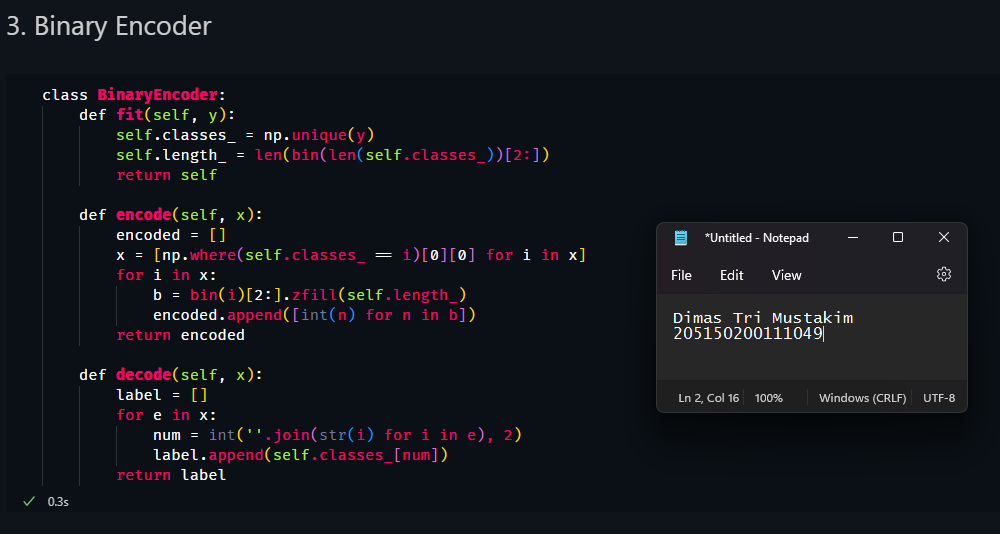 3. Binary Encoder
class BinaryEncoder:
    def fit(self, y):
        self.classes_ = np.unique(y)
        self.length_ = len(bin(len(self.classes_))[2:])
        return self

    def encode(self, x):
        encoded = []
        x = [np.where(self.classes_ == i)[0][0] for i in x]
        for i in x:
            b = bin(i)[2:].zfill(self.length_)
            encoded.append([int(n) for n in b])
        return encoded

    def decode(self, x):
        label = []
        for e in x:
            num = int(''.join(str(i) for i in e), 2)
            label.append(self.classes_[num])
        return label
✓ 0.3s
*Untitled - Notepad
File Edit View
Dimas Tri Mustakim
205150200111049
Ln 2, Col 16 100% Windows (CRLF) UTF-8